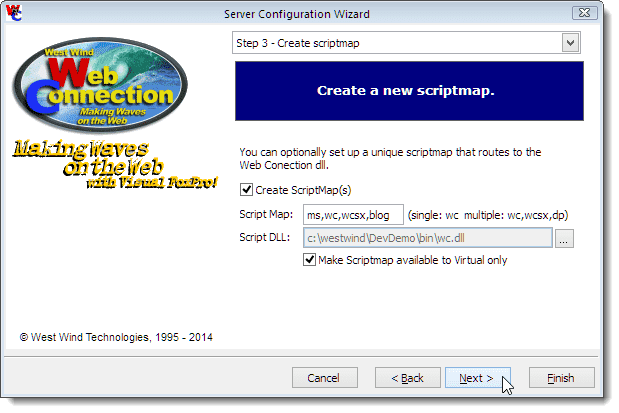 Server Configuration Wizard
West Wind
Web
Connection
Making Waves
on the Web
Making Waves
on the Web
with Visual FoxPro!
Step 3 - Create scriptmap
Create a new scriptmap.
You can optionally set up a unique scriptmap that routes to the
Web Conection dll.
Create ScriptMap(s)
Script Map: ms,wc,wcsx,blog (single: wc multiple: wc,wcsx,dp)
Script DLL: c:\westwind\DevDemo\bin\wc.dll ...
Make Scriptmap available to Virtual only
© West Wind Technologies, 1995 - 2014
Cancel < Back Next > Finish